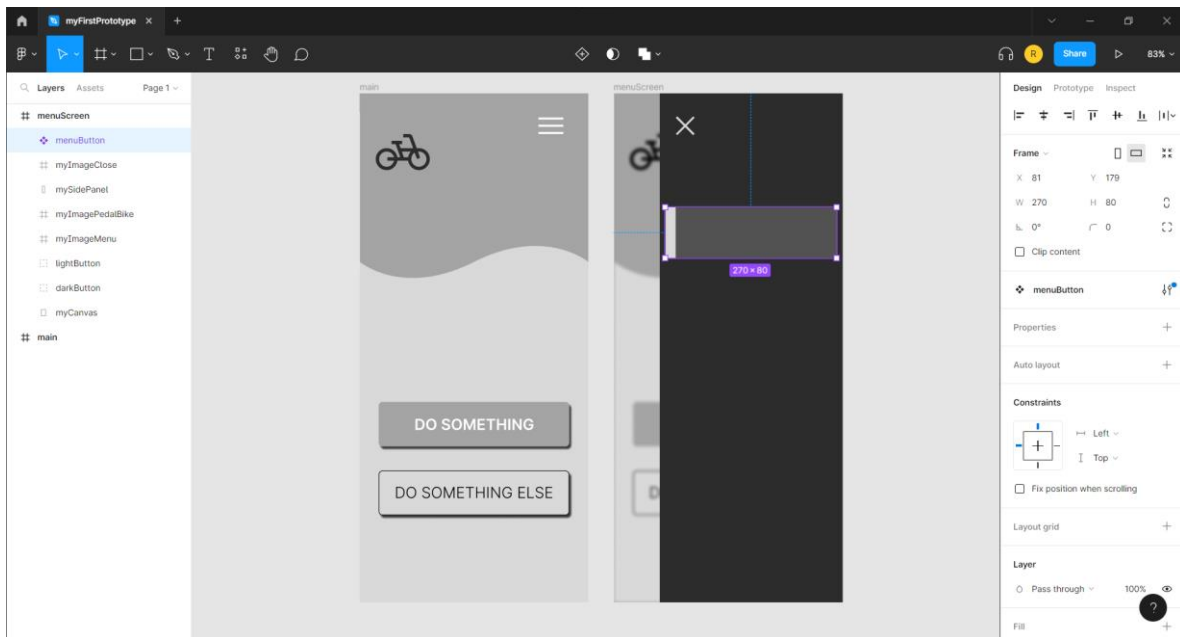 myFirstPrototype
R
Share
83%
Layers Assets Page 1
menuScreen
menuButton
myImageClose
mySidePanel
myImagePedalBike
myImageMenu
lightButton
darkButton
myCanvas
main
main
DO SOMETHING
DO SOMETHING ELSE
menuScreen
270 × 80
D
Design Prototype Inspect
Frame
X 81 Y 179
W 270 H 80
0° 0
Clip content
menuButton
Properties
Auto layout
Constraints
Left
Top
Fix position when scrolling
Layout grid
Layer
Pass through 100%
?
Fill